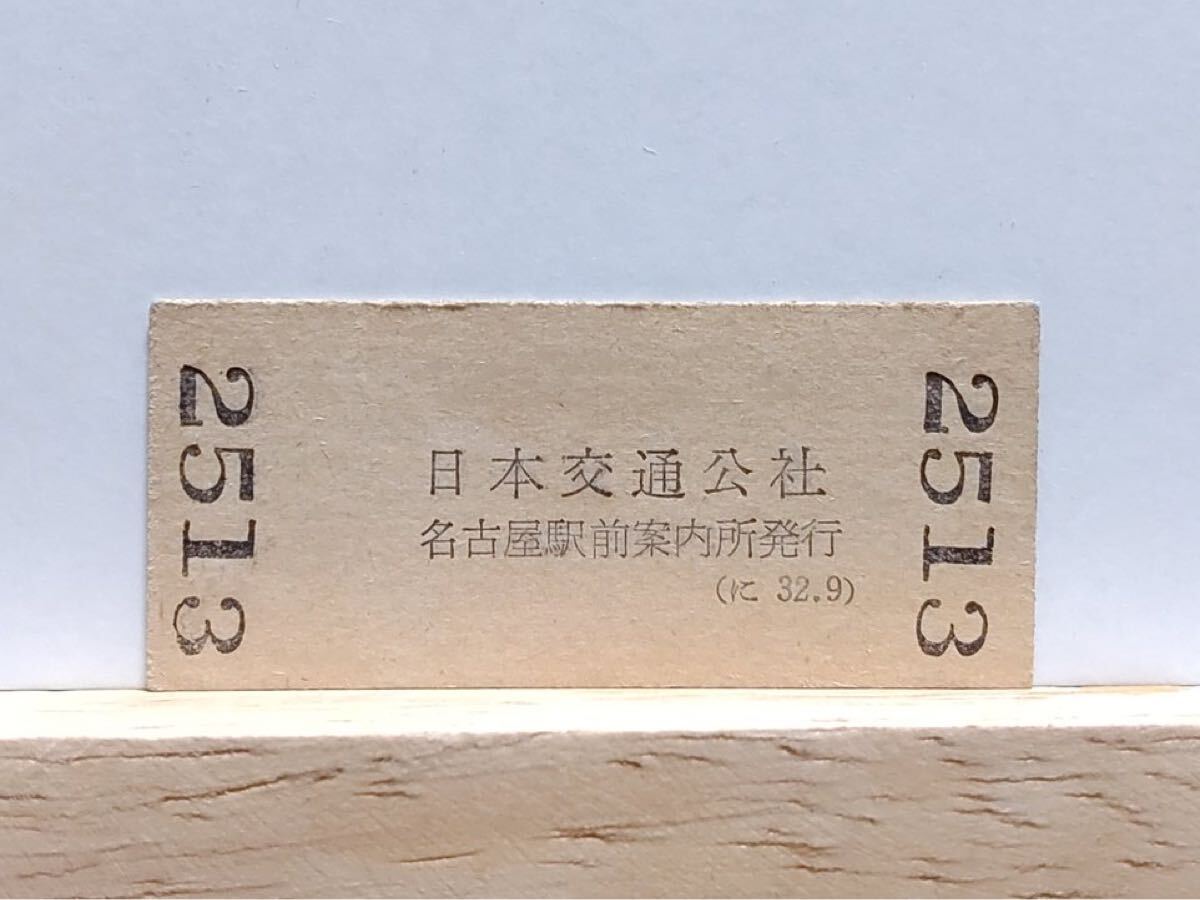 2513
日本交通公社
名古屋駅前案内所発行
(に 32.9)
2513